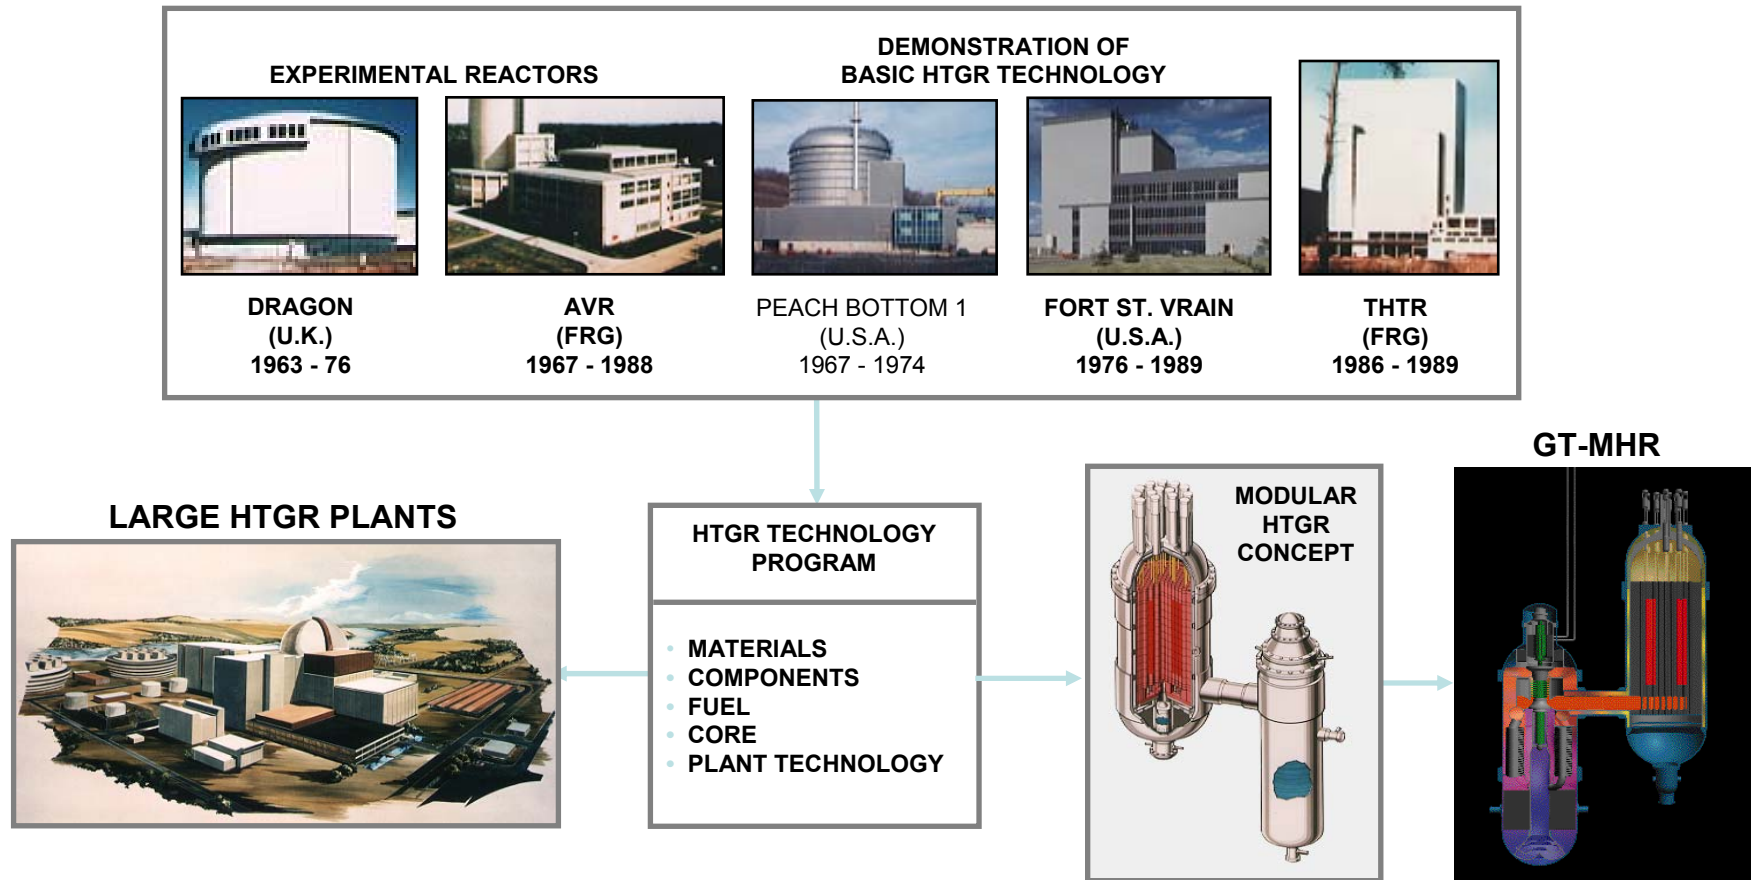 EXPERIMENTAL REACTORS
DEMONSTRATION OF
BASIC HTGR TECHNOLOGY
DRAGON
(U.K.)
1963 - 76
AVR
(FRG)
1967 - 1988
PEACH BOTTOM 1
(U.S.A.)
1967 - 1974
FORT ST. VRAIN
(U.S.A.)
1976 - 1989
THTR
(FRG)
1986 - 1989
LARGE HTGR PLANTS
HTGR TECHNOLOGY
PROGRAM
• MATERIALS
• COMPONENTS
• FUEL
• CORE
• PLANT TECHNOLOGY
MODULAR
HTGR
CONCEPT
GT-MHR